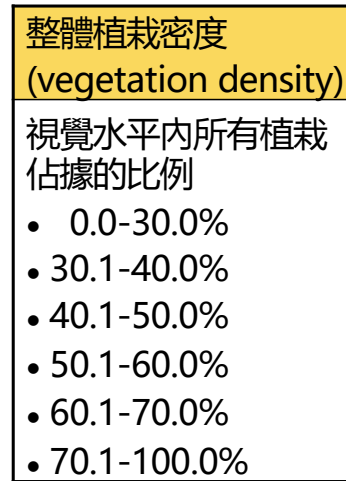 整體植栽密度
(vegetation density)
視覺水平內所有植栽
佔據的比例
• 0.0-30.0%
• 30.1-40.0%
• 40.1-50.0%
• 50.1-60.0%
• 60.1-70.0%
• 70.1-100.0%